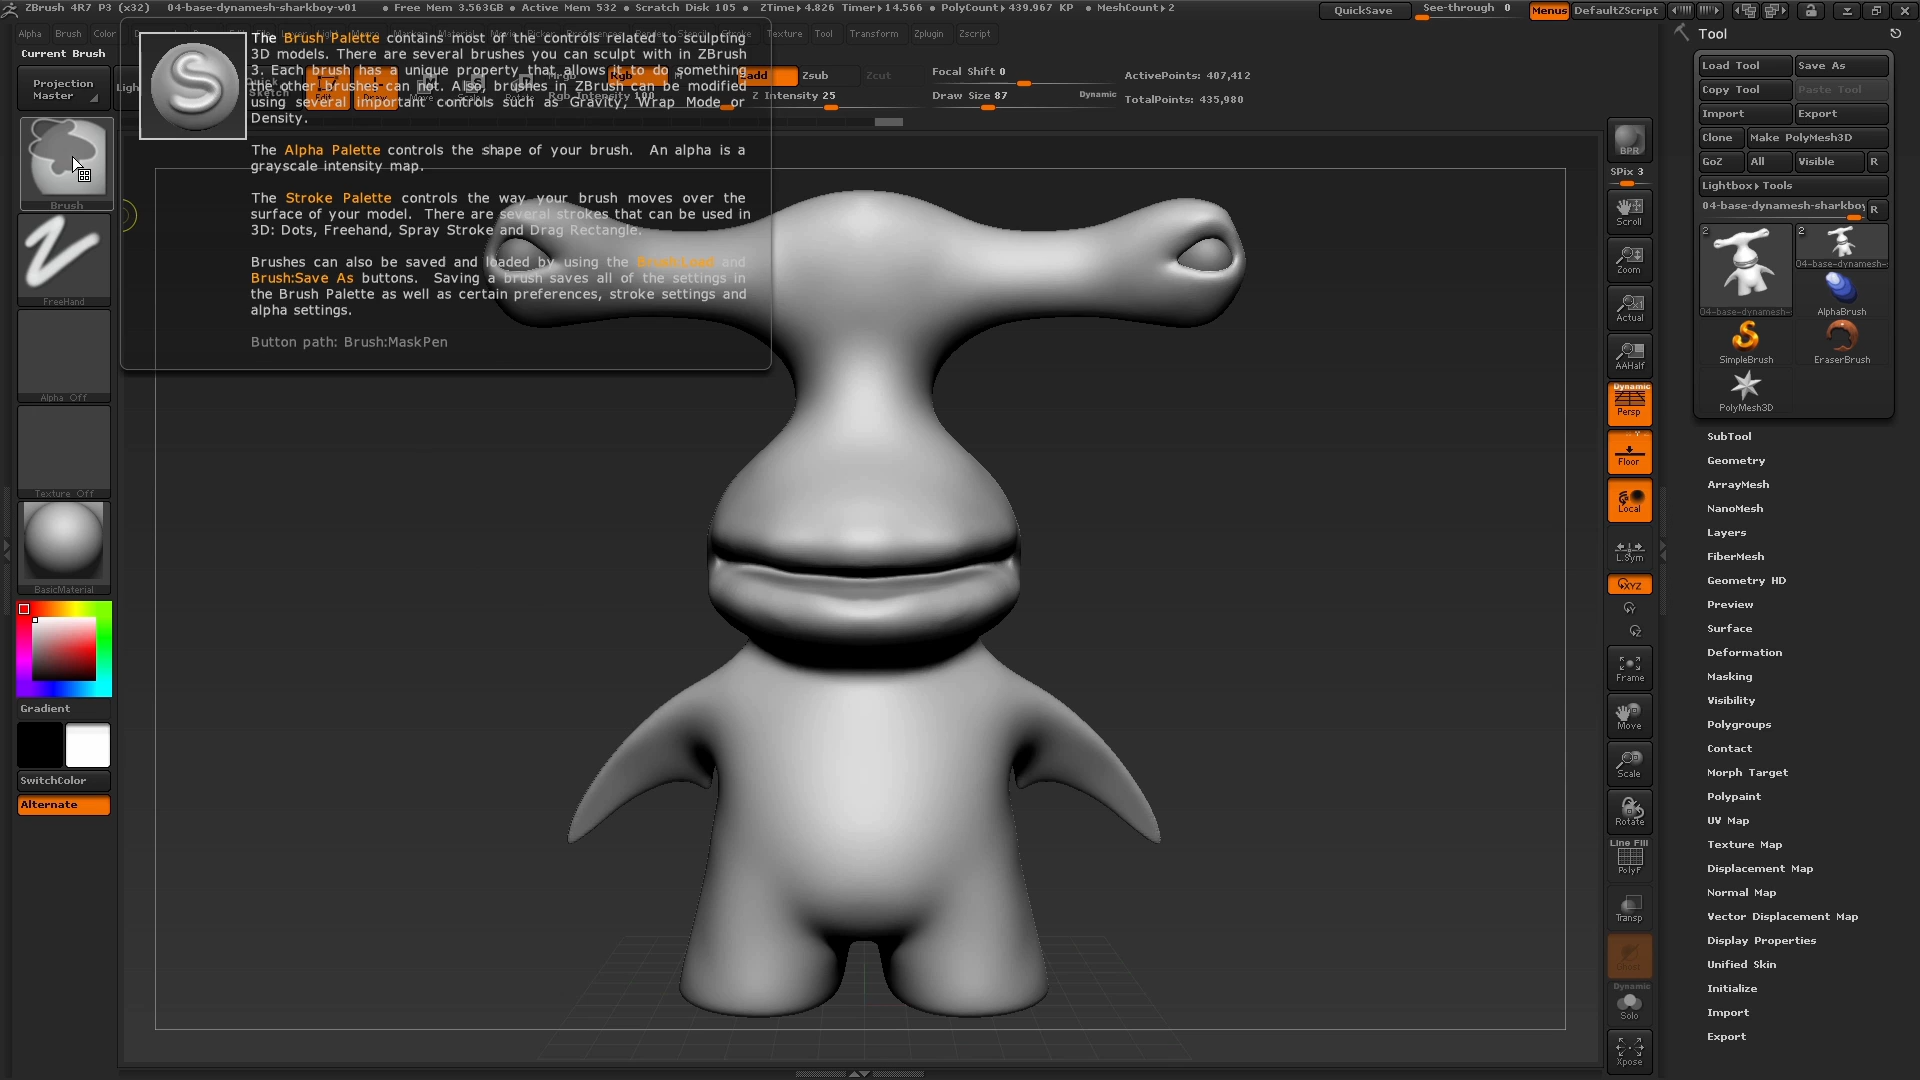 ZBrush 4R7 P3 (x32) 04-base-dynamesh-sharkboy-v01 • Free Mem 3.563GB • Active Mem 532 • Scratch Disk 105 • ZTime▸4.826 Timer▸14.566 • PolyCount▸439.967 KP • MeshCount▸2 QuickSave See-through 0 Menus DefaultZScript
Alpha Brush Color Texture Tool Transform Zplugin Zscript
Current Brush
Projection Master
Brush
FreeHand
Alpha Off
Texture Off
BasicMaterial
Gradient
SwitchColor
Alternate
The Brush Palette contains most of the controls related to sculpting
3D models. There are several brushes you can sculpt with in ZBrush
3. Each brush has a unique property that allows it to do something
the other brushes can not. Also, brushes in ZBrush can be modified
using several important controls such as Gravity, Wrap Mode or
Density.
The Alpha Palette controls the shape of your brush. An alpha is a
grayscale intensity map.
The Stroke Palette controls the way your brush moves over the
surface of your model. There are several strokes that can be used in
3D: Dots, Freehand, Spray Stroke and Drag Rectangle.
Brushes can also be saved and loaded by using the Brush:Load and
Brush:Save As buttons. Saving a brush saves all of the settings in
the Brush Palette as well as certain preferences, stroke settings and
alpha settings.
Button path: Brush:MaskPen
Rgb
Rgb Intensity 100
Zadd Zsub Zcut
Z Intensity 25
Focal Shift 0
Draw Size 87 Dynamic
ActivePoints: 407,412
TotalPoints: 435,980
BPR
SPix 3
Scroll
Zoom
Actual
AAHalf
Dynamic
Persp
Floor
Local
L.Sym
XYZ
Frame
Move
Scale
Rotate
Line Fill
PolyF
Transp
Ghost
Dynamic
Solo
Xpose
Tool
Load Tool Save As
Copy Tool Paste Tool
Import Export
Clone Make PolyMesh3D
GoZ All Visible R
Lightbox▸Tools
04-base-dynamesh-sharkboy R
2 2
04-base-dynamesh-
04-base-dynamesh- AlphaBrush
SimpleBrush EraserBrush
PolyMesh3D
SubTool
Geometry
ArrayMesh
NanoMesh
Layers
FiberMesh
Geometry HD
Preview
Surface
Deformation
Masking
Visibility
Polygroups
Contact
Morph Target
Polypaint
UV Map
Texture Map
Displacement Map
Normal Map
Vector Displacement Map
Display Properties
Unified Skin
Initialize
Import
Export